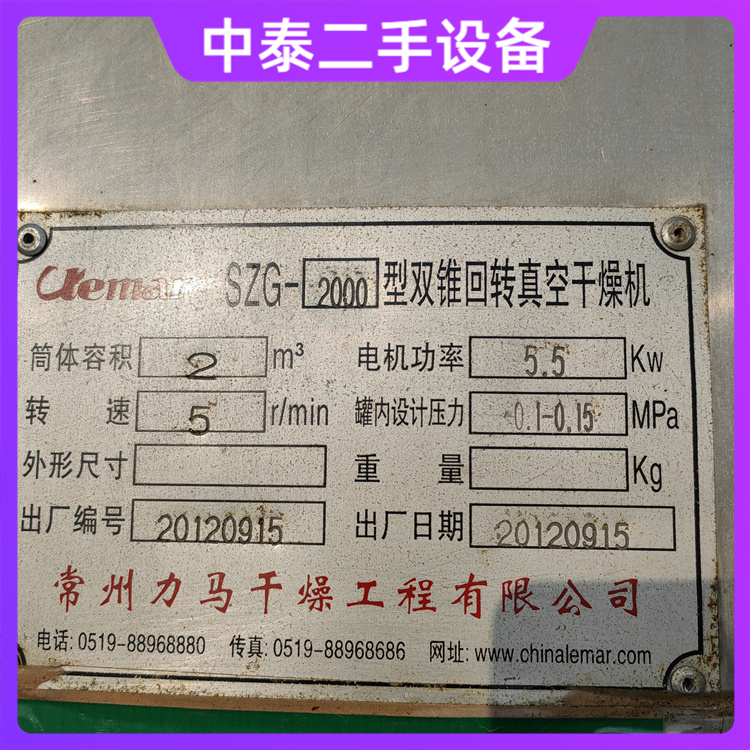 中泰二手设备
Clemar SZG-2000型双锥回转真空干燥机
筒体容积 2 m³ 电机功率 5.5 Kw
转速 5 r/min 罐内设计压力 -0.1-0.15 MPa
外形尺寸 重量 Kg
出厂编号 20120915 出厂日期 20120915
常州力马干燥工程有限公司
电话: 0519-88968880 传真: 0519-88968686 网址: www.chinalemar.com